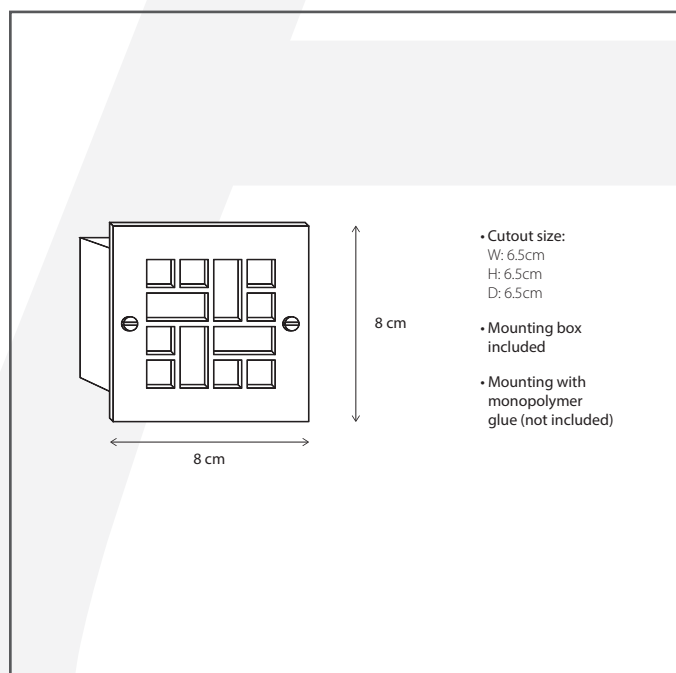 8 cm
8 cm
• Cutout size:
W: 6.5cm
H: 6.5cm
D: 6.5cm
• Mounting box
included
• Mounting with
monopolymer
glue (not included)